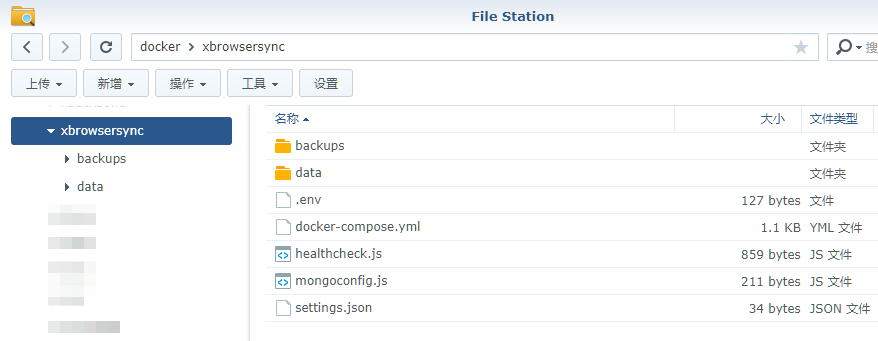 File Station
docker > xbrowsersync
搜
上传 新增 操作 工具 设置
xbrowsersync
backups
data
名称 大小 文件类型
backups 文件夹
data 文件夹
.env 127 bytes 文件
docker-compose.yml 1.1 KB YML 文件
healthcheck.js 859 bytes JS 文件
mongoconfig.js 211 bytes JS 文件
settings.json 34 bytes JSON 文件